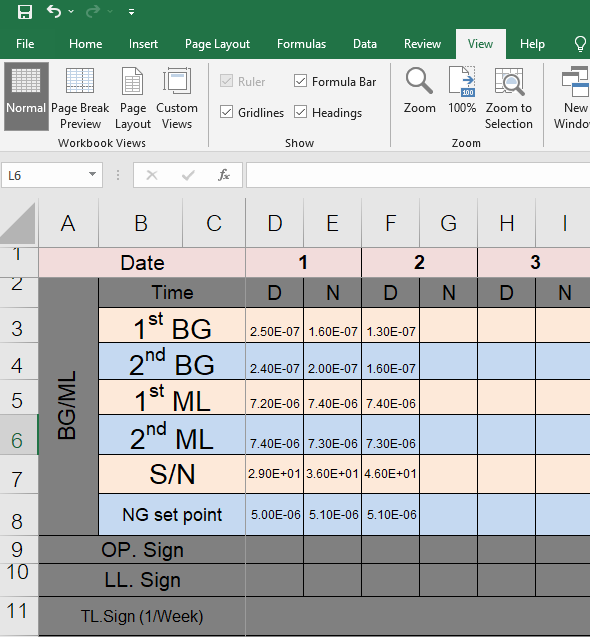 File Home Insert Page Layout Formulas Data Review View Help
Normal Page Break Preview Page Layout Custom Views
Workbook Views
Ruler Formula Bar
Gridlines Headings
Show
Zoom 100% Zoom to Selection
Zoom
New Windo
L6 fx
A B C D E F G H I
1 Date 1 2 3
2 Time D N D N D N
BG/ML
3 1st BG 2.50E-07 1.60E-07 1.30E-07
4 2nd BG 2.40E-07 2.00E-07 1.60E-07
5 1st ML 7.20E-06 7.40E-06 7.40E-06
6 2nd ML 7.40E-06 7.30E-06 7.30E-06
7 S/N 2.90E+01 3.60E+01 4.60E+01
8 NG set point 5.00E-06 5.10E-06 5.10E-06
9 OP. Sign
10 LL. Sign
11 TL.Sign (1/Week)